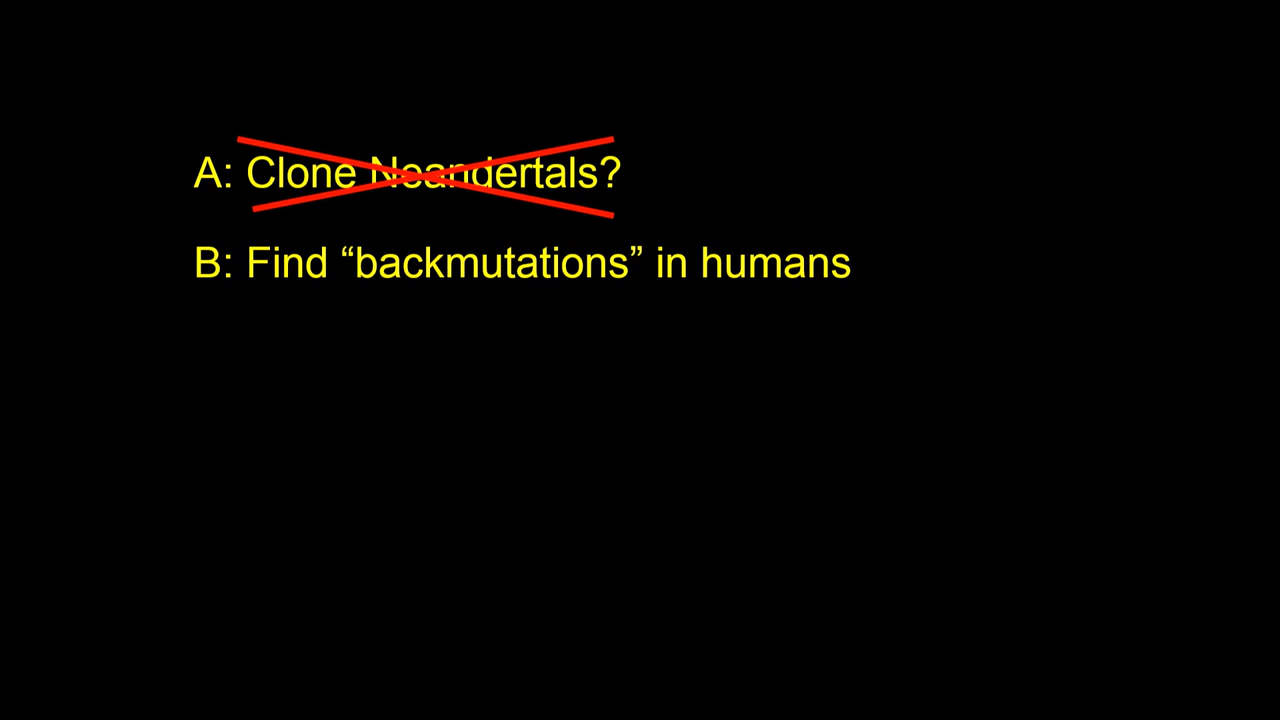 A: Clone Neandertals?
B: Find “backmutations” in humans